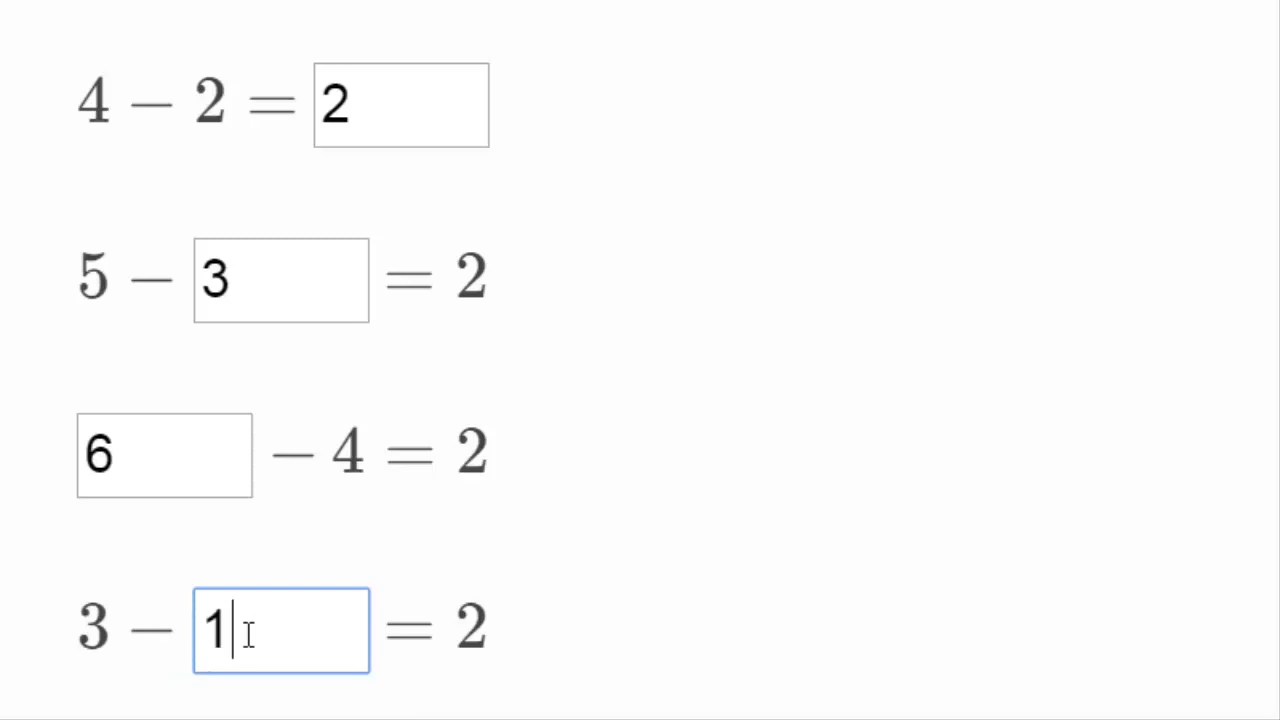 4 − 2 = 2
5 − 3 = 2
6 − 4 = 2
3 − 1 = 2